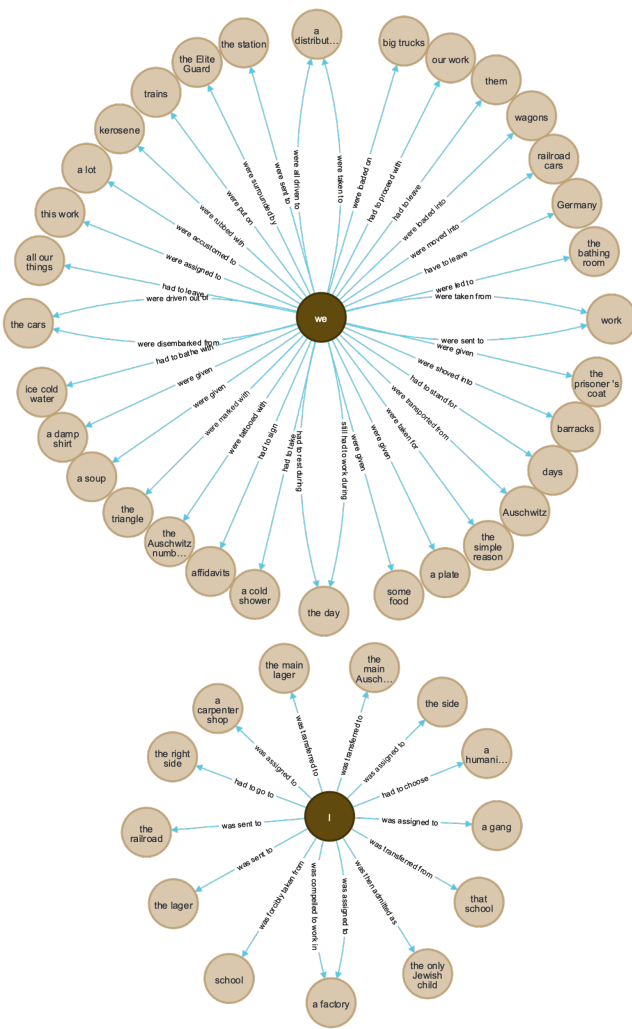 a
distribut…
the station
big trucks
the Elite
Guard
our work
trains
them
kerosene
wagons
a lot
railroad
cars
this work
Germany
all our
things
the
bathing
room
the cars
work
ice cold
water
the
prisoner 's
coat
a damp
shirt
barracks
a soup
days
the
triangle
Auschwitz
the
Auschwitz
numb…
the
simple
reason
affidavits
a plate
a cold
shower
some
food
the day
we
were all driven to
were taken to
were sent to
were surrounded by
were put on
were rubbed with
were accustomed to
were assigned to
had to leave
were driven out of
were disembarked from
had to bathe with
were given
were given
were marked with
were tattooed with
had to sign
had to take
had to rest during
still had to work during
were given
were given
were taken for
were transported from
had to stand for
were shoved into
were given
were sent to
were taken from
were led to
have to leave
were moved into
were loaded into
had to leave
had to proceed with
were loaded on
the main
lager
the
main
Ausch…
a
carpenter
shop
the side
the right
side
a
humani…
the
railroad
a gang
the lager
that
school
school
the only
Jewish
child
a factory
I
was transferred to
was transferred to
was assigned to
was assigned to
had to go to
had to choose
was sent to
was assigned to
was sent to
was transferred from
was forcibly taken from
was compelled to work in
was assigned to
was then admitted as